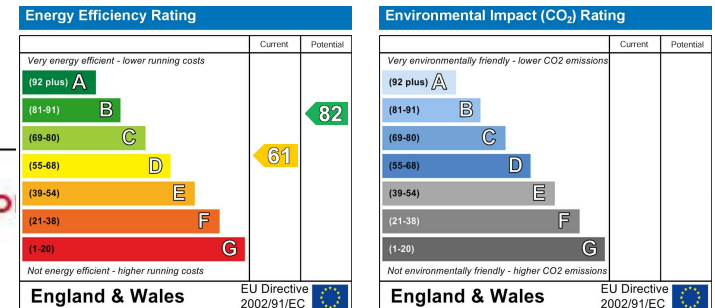 Energy Efficiency Rating
Current Potential
Very energy efficient - lower running costs
(92 plus) A
(81-91) B
82
(69-80) C
61
(55-68) D
(39-54) E
(21-38) F
(1-20) G
Not energy efficient - higher running costs
England & Wales
EU Directive
2002/91/EC
Environmental Impact (CO₂) Rating
Current Potential
Very environmentally friendly - lower CO2 emissions
(92 plus) A
(81-91) B
(69-80) C
(55-68) D
(39-54) E
(21-38) F
(1-20) G
Not environmentally friendly - higher CO2 emissions
England & Wales
EU Directive
2002/91/EC